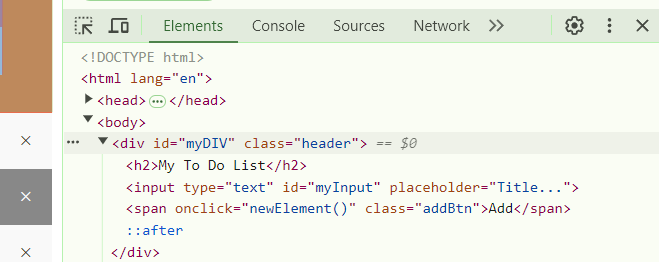 Elements Console Sources Network
<!DOCTYPE html>
<html lang="en">
<head> ... </head>
<body>
... <div id="myDIV" class="header"> == $0
<h2>My To Do List</h2>
<input type="text" id="myInput" placeholder="Title...">
<span onclick="newElement()" class="addBtn">Add</span>
::after
</div>